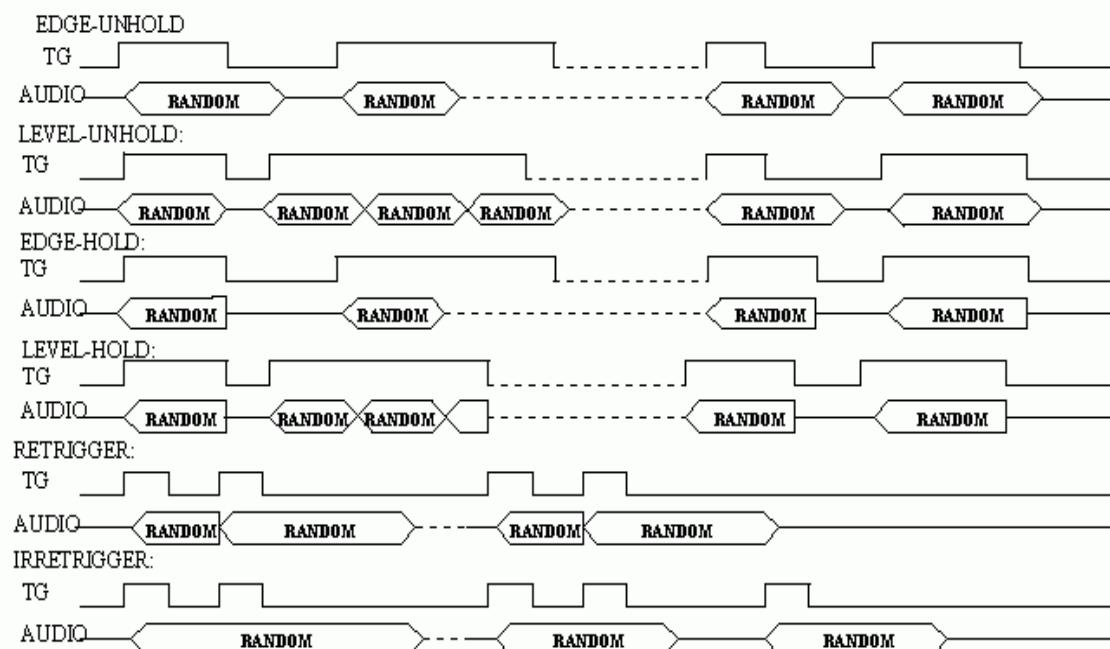 EDGE-UNHOLD
TG
AUDIO RANDOM RANDOM RANDOM RANDOM
LEVEL-UNHOLD:
TG
AUDIO RANDOM RANDOM RANDOM RANDOM RANDOM RANDOM
EDGE-HOLD:
TG
AUDIO RANDOM RANDOM RANDOM RANDOM
LEVEL-HOLD:
TG
AUDIO RANDOM RANDOM RANDOM RANDOM RANDOM
RETRIGGER:
TG
AUDIO RANDOM RANDOM RANDOM RANDOM
IRRETRIGGER:
TG
AUDIO RANDOM RANDOM RANDOM